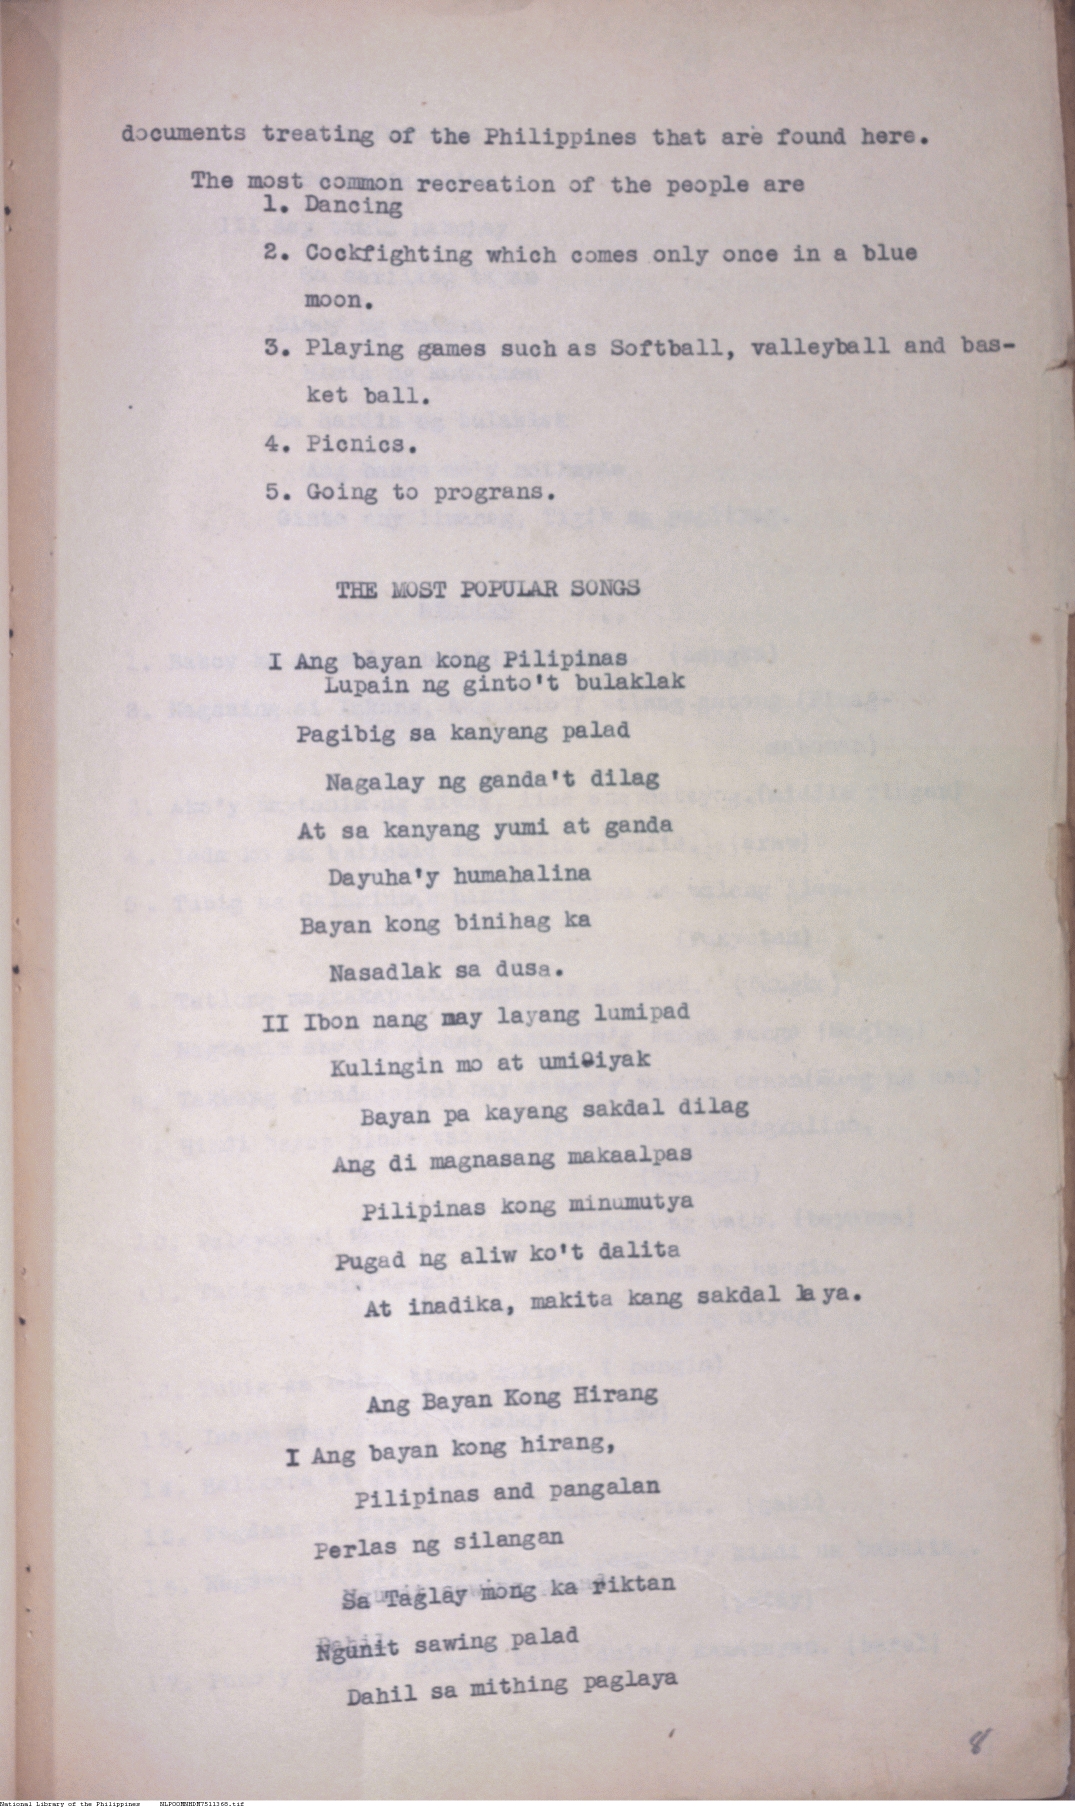 documents treating of the Philippines that are found here.
The most common recreation of the people are
1. Dancing
2. Cockfighting which comes only once in a blue
moon.
3. Playing games such as Softball, valleyball and bas-
ket ball.
4. Picnics.
5. Going to prograns.
THE MOST POPULAR SONGS
I Ang bayan kong Pilipinas
Lupain ng ginto't bulaklak
Pagibig sa kanyang palad
Nagalay ng ganda't dilag
At sa kanyang yumi at ganda
Dayuha'y humahalina
Bayan kong binihag ka
Nasadlak sa dusa.
II Ibon nang may layang lumipad
Kulingin mo at umiiyak
Bayan pa kayang sakdal dilag
Ang di magnasang makaalpas
Pilipinas kong minumutya
Pugad ng aliw ko't dalita
At inadika, makita kang sakdal laya.
Ang Bayan Kong Hirang
I Ang bayan kong hirang,
Pilipinas and pangalan
Perlas ng silangan
Sa Taglay mong ka riktan
Ngunit sawing palad
Dahil sa mithing paglaya
8
National Library of the Philippines NLPOOMNHDH7511368.tif